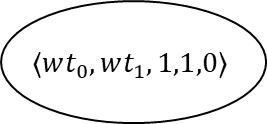 ⟨wt₀, wt₁, 1,1,0⟩